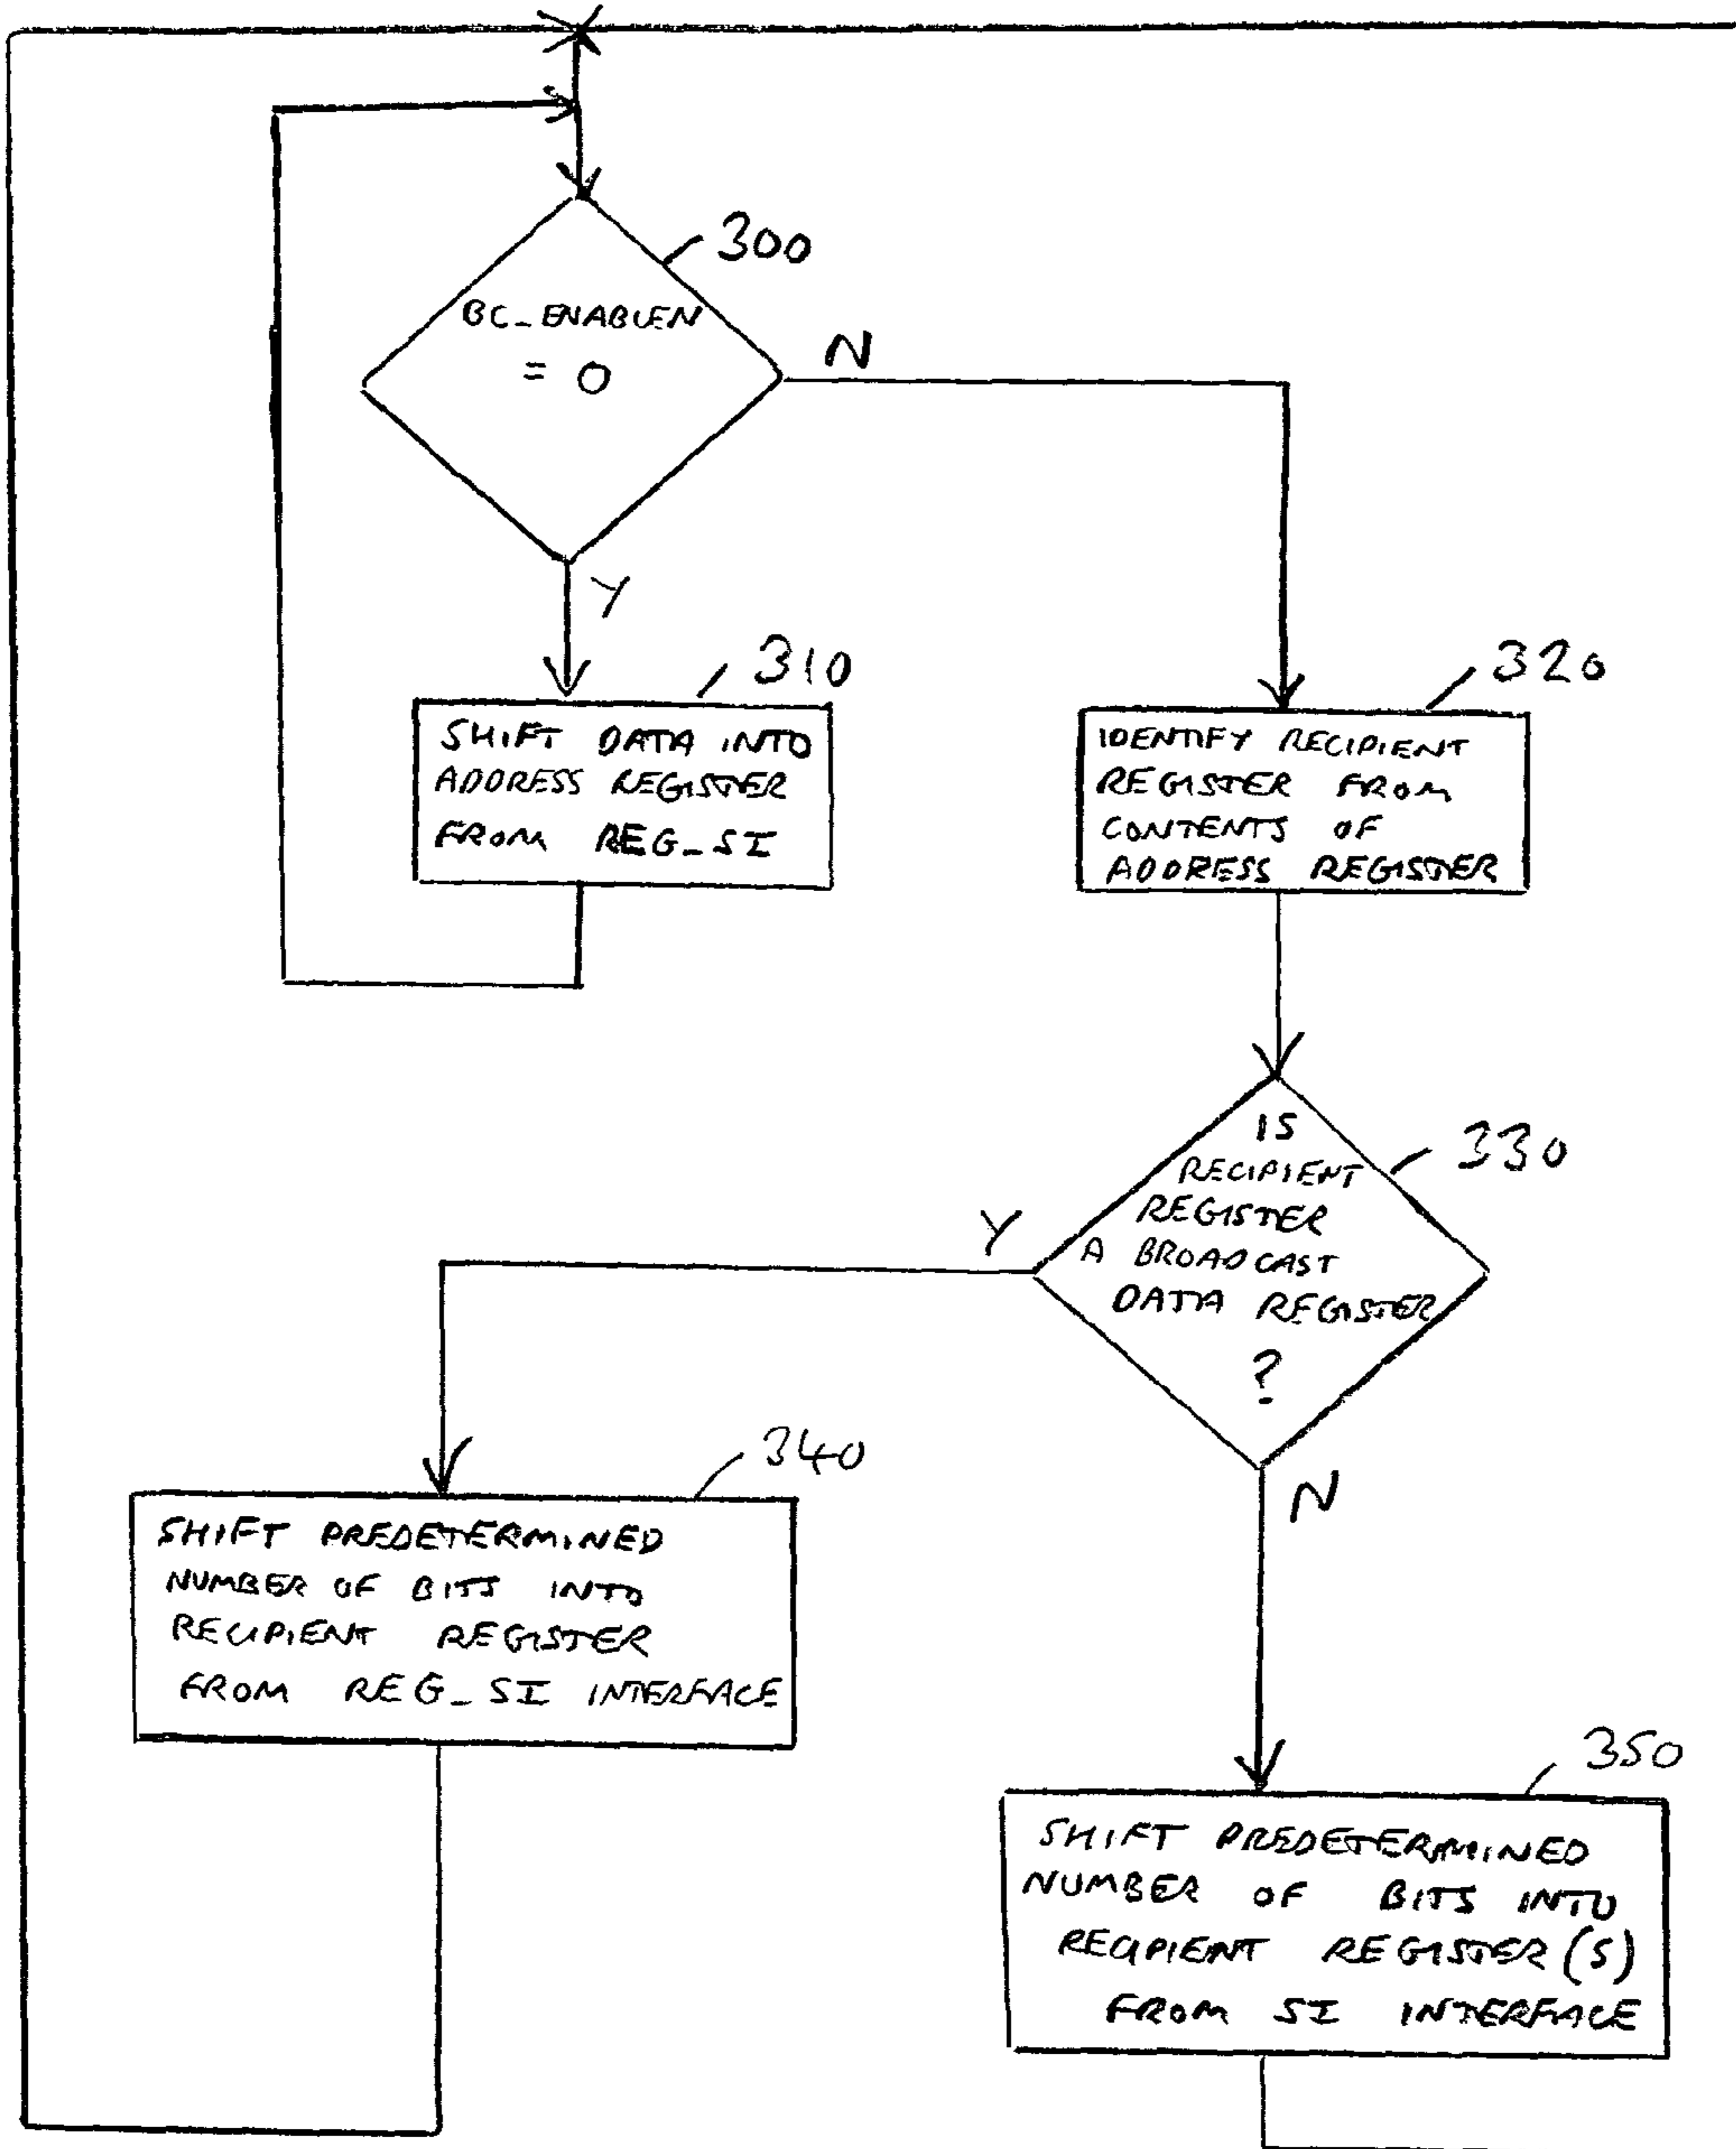 300
BC_ENABLEN
= 0
N
Y
310
SHIFT DATA INTO
ADDRESS REGISTER
FROM REG_SI
320
IDENTIFY RECIPIENT
REGISTER FROM
CONTENTS OF
ADDRESS REGISTER
330
IS
RECIPIENT
REGISTER
A BROADCAST
DATA REGISTER
?
Y
N
340
SHIFT PREDETERMINED
NUMBER OF BITS INTO
RECIPIENT REGISTER
FROM REG_SI INTERFACE
350
SHIFT PREDETERMINED
NUMBER OF BITS INTO
RECIPIENT REGISTER(S)
FROM SI INTERFACE